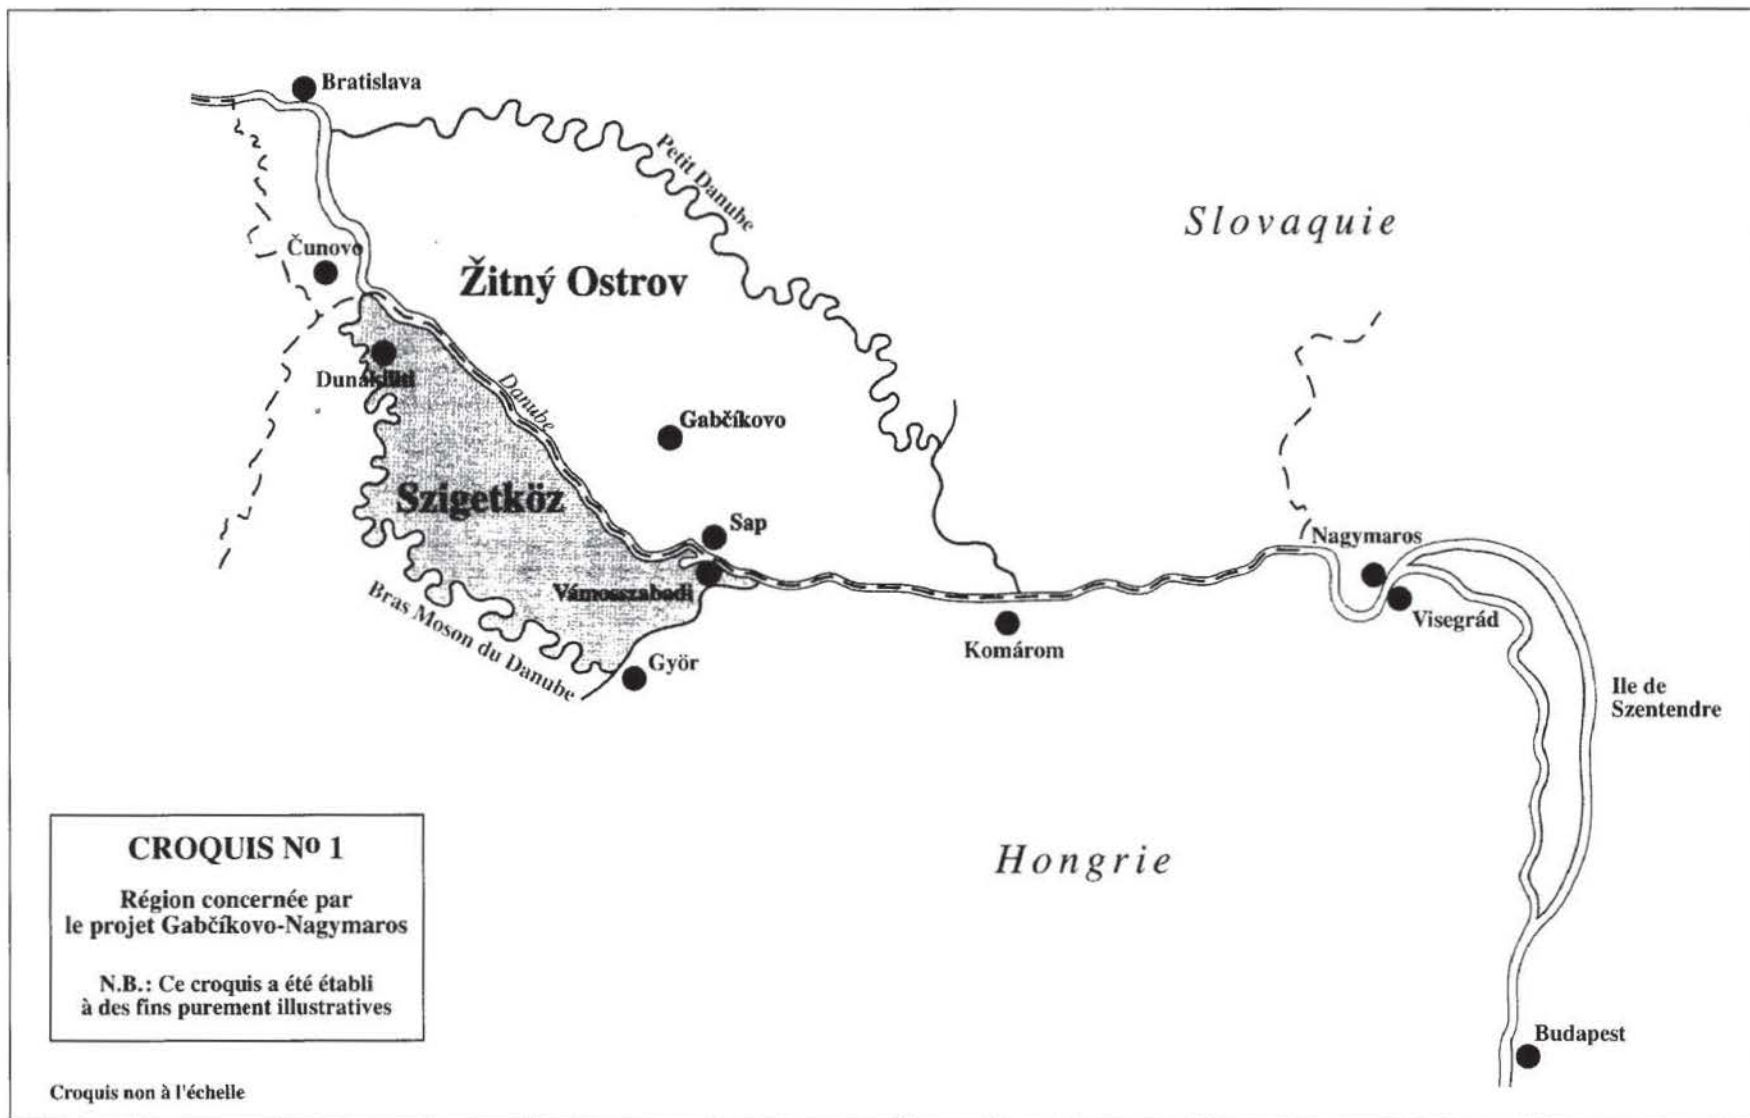 Bratislava
Petit Danube
Slovaquie
Čunovo
Žitný Ostrov
Dunakiliti
Danube
Gabčíkovo
Szigetköz
Sap
Nagymaros
Vámosszabadi
Bras Moson du Danube
Visegrád
Komárom
Györ
Ile de
Szentendre
CROQUIS Nº 1
Hongrie
Région concernée par
le projet Gabčíkovo-Nagymaros
N.B.: Ce croquis a été établi
à des fins purement illustratives
Budapest
Croquis non à l'échelle